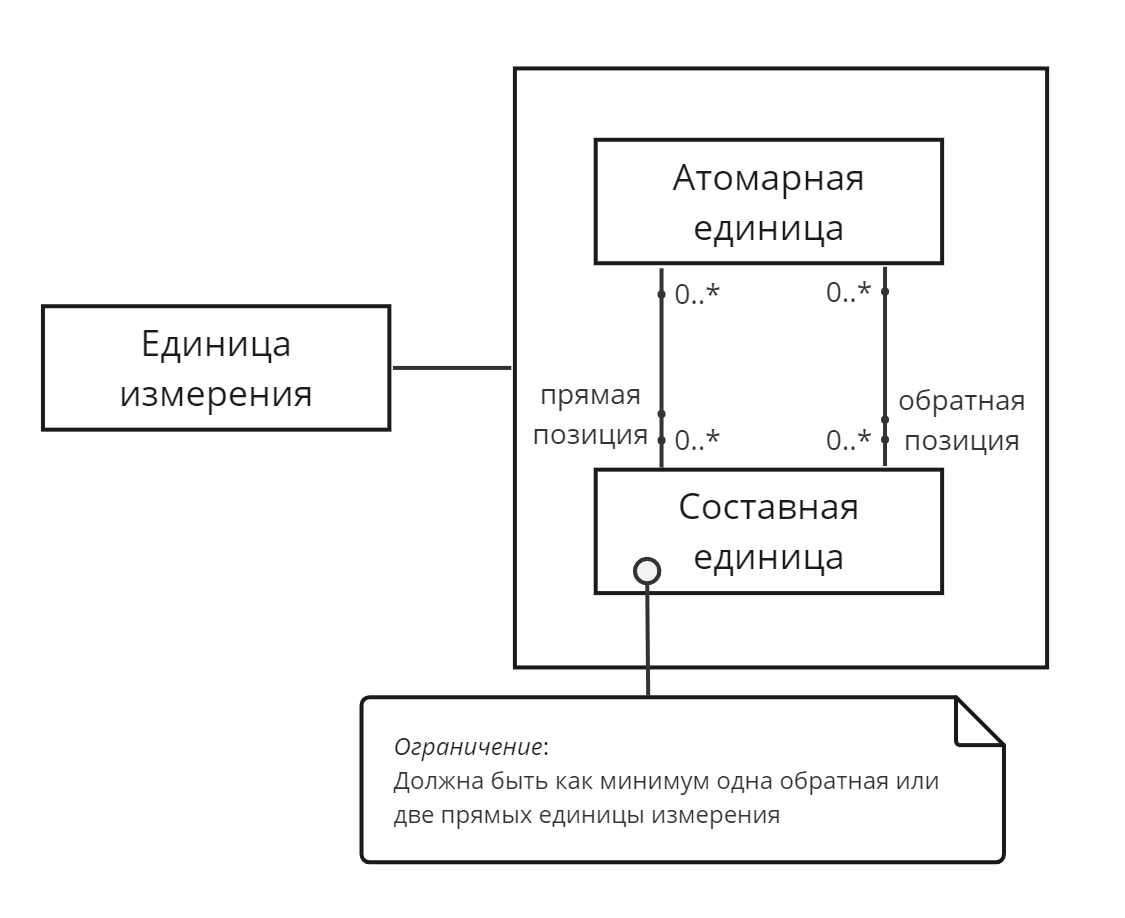 Атомарная
единица
0..*
0..*
Единица
измерения
прямая
позиция
обратная
позиция
0..*
0..*
Составная
единица
Ограничение:
Должна быть как минимум одна обратная или
две прямых единицы измерения